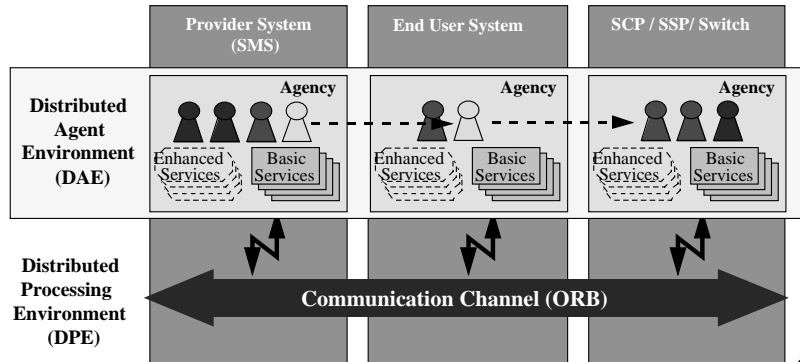 Provider System
(SMS)
End User System
SCP / SSP/ Switch
Distributed
Agent
Environment
(DAE)
Agency
Enhanced
Services
Basic
Services
Agency
Enhanced
Services
Basic
Services
Agency
Enhanced
Services
Basic
Services
Distributed
Processing
Environment
(DPE)
Communication Channel (ORB)